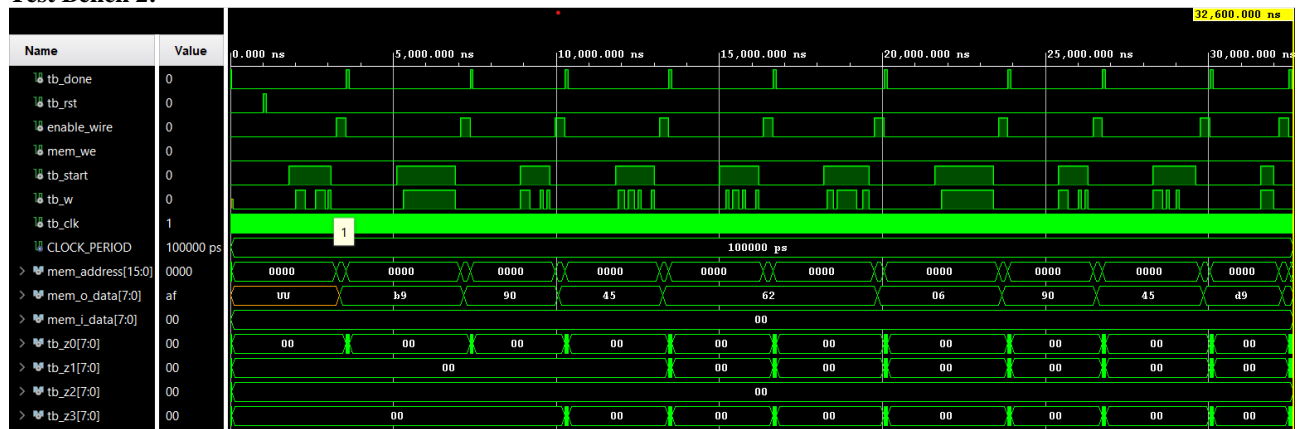 Test Bench 2:
32,600.000 ns
Name Value 0.000 ns 5,000.000 ns 10,000.000 ns 15,000.000 ns 20,000.000 ns 25,000.000 ns 30,000.000 ns
tb_done 0
tb_rst 0
enable_wire 0
mem_we 0
tb_start 0
tb_w 0
tb_clk 1
1
CLOCK_PERIOD 100000 ps 100000 ps
mem_address[15:0] 0000 0000 0000 0000 0000 0000 0000 0000 0000 0000 0000
mem_o_data[7:0] af UU b9 90 45 62 06 90 45 d9
mem_i_data[7:0] 00 00
tb_z0[7:0] 00 00 00 00 00 00 00 00 00 00 00
tb_z1[7:0] 00 00 00 00 00 00 00 00
tb_z2[7:0] 00 00
tb_z3[7:0] 00 00 00 00 00 00 00 00 00